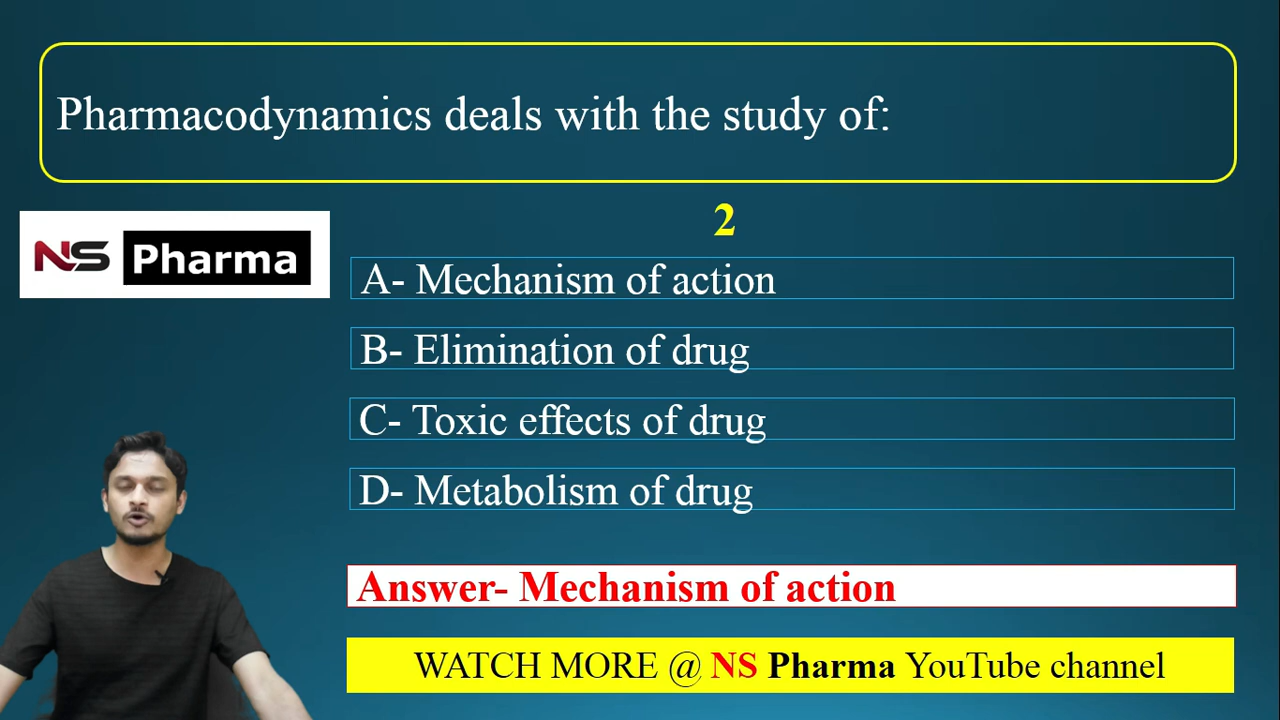 Pharmacodynamics deals with the study of:
2
NS Pharma
A- Mechanism of action
B- Elimination of drug
C- Toxic effects of drug
D- Metabolism of drug
Answer- Mechanism of action
WATCH MORE @ NS Pharma YouTube channel